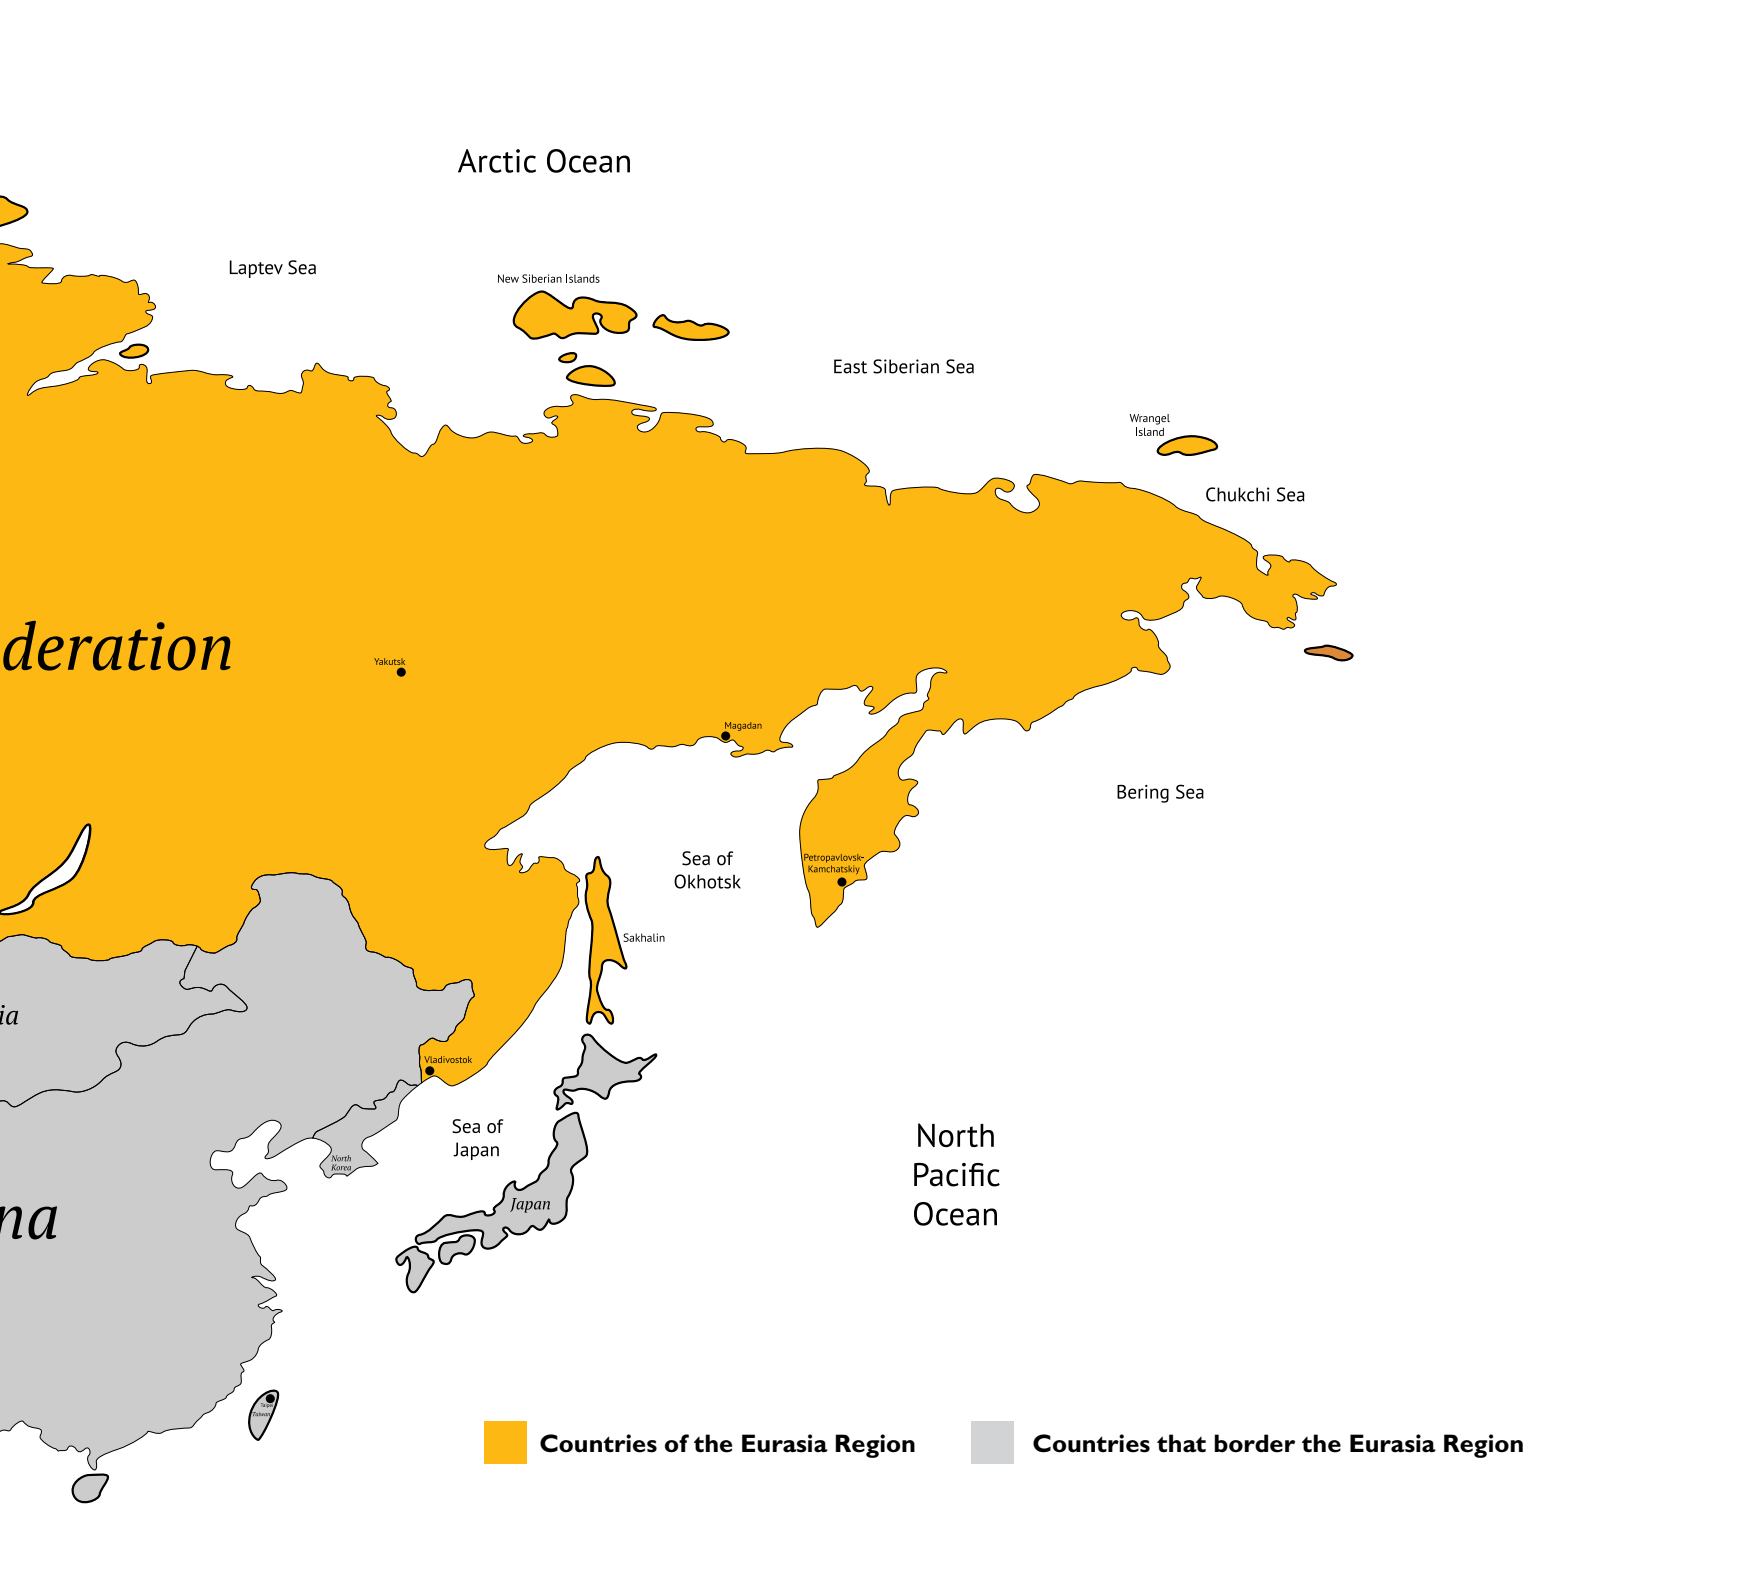 Arctic Ocean
Laptev Sea
New Siberian Islands
East Siberian Sea
Wrangel
Island
Chukchi Sea
deration
Yakutsk
Magadan
Bering Sea
Sea of
Okhotsk
Petropavlovsk-
Kamchatskiy
Sakhalin
ia
Vladivostok
Sea of
Japan
North
Pacific
Ocean
North
Korea
Japan
na
Taipei
Taiwan
Countries of the Eurasia Region
Countries that border the Eurasia Region